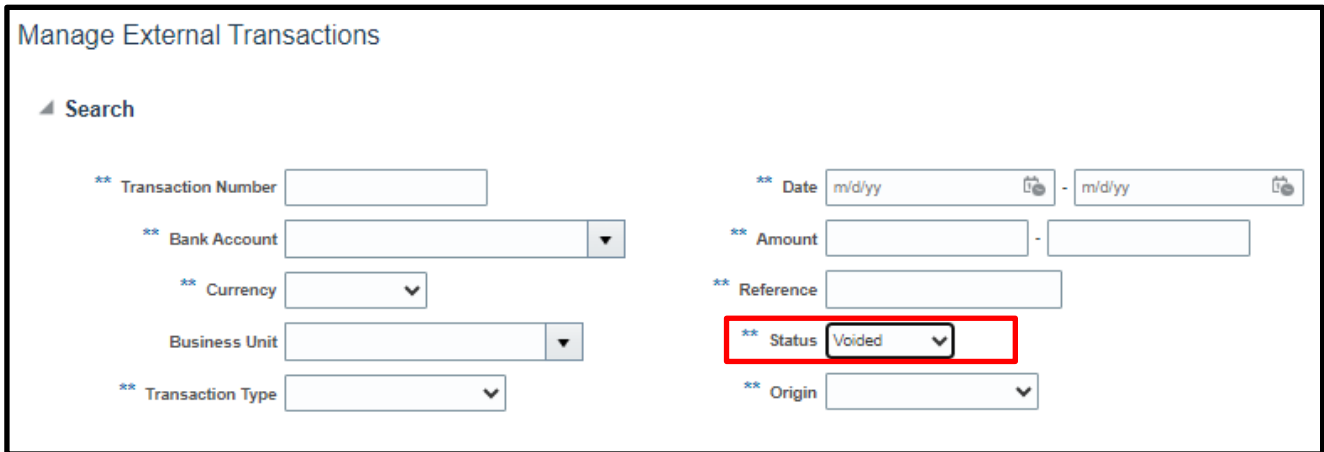 Manage External Transactions
Search
** Transaction Number
** Date m/d/yy - m/d/yy
** Bank Account
** Amount -
** Currency
** Reference
Business Unit
** Status Voided
** Transaction Type
** Origin